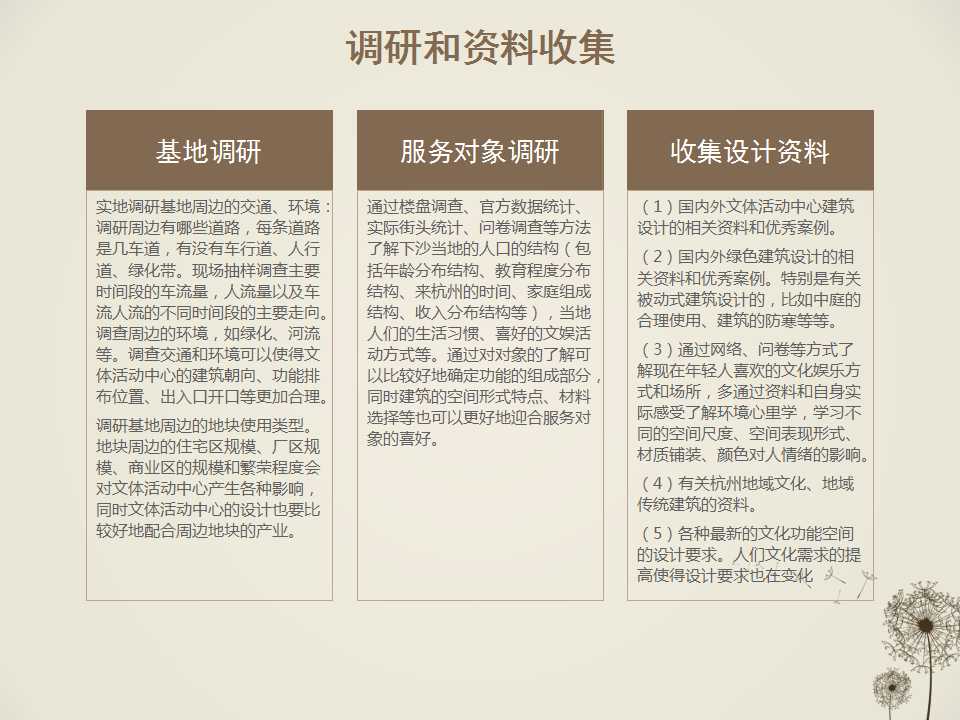 调研和资料收集
基地调研
实地调研基地周边的交通、环境：
调研周边有哪些道路，每条道路
是几车道，有没有车行道、人行
道、绿化带。现场抽样调查主要
时间段的车流量，人流量以及车
流人流的不同时间段的主要走向。
调查周边的环境，如绿化、河流
等。调查交通和环境可以使得文
体活动中心的建筑朝向、功能排
布位置、出入口开口等更加合理。
调研基地周边的地块使用类型。
地块周边的住宅区规模、厂区规
模、商业区的规模和繁荣程度会
对文体活动中心产生各种影响，
同时文体活动中心的设计也要比
较好地配合周边地块的产业。
服务对象调研
通过楼盘调查、官方数据统计、
实际街头统计、问卷调查等方法
了解下沙当地的人口的结构（包
括年龄分布结构、教育程度分布
结构、来杭州的时间、家庭组成
结构、收入分布结构等），当地
人们的生活习惯、喜好的文娱活
动方式等。通过对对象的了解可
以比较好地确定功能的组成部分，
同时建筑的空间形式特点、材料
选择等也可以更好地迎合服务对
象的喜好。
收集设计资料
（1）国内外文体活动中心建筑
设计的相关资料和优秀案例。
（2）国内外绿色建筑设计的相
关资料和优秀案例。特别是有关
被动式建筑设计的，比如中庭的
合理使用、建筑的防寒等等。
（3）通过网络、问卷等方式了
解现在年轻人喜欢的文化娱乐方
式和场所，多通过资料和自身实
际感受了解环境心里学，学习不
同的空间尺度、空间表现形式、
材质铺装、颜色对人情绪的影响。
（4）有关杭州地域文化、地域
传统建筑的资料。
（5）各种最新的文化功能空间
的设计要求。人们文化需求的提
高使得设计要求也在变化